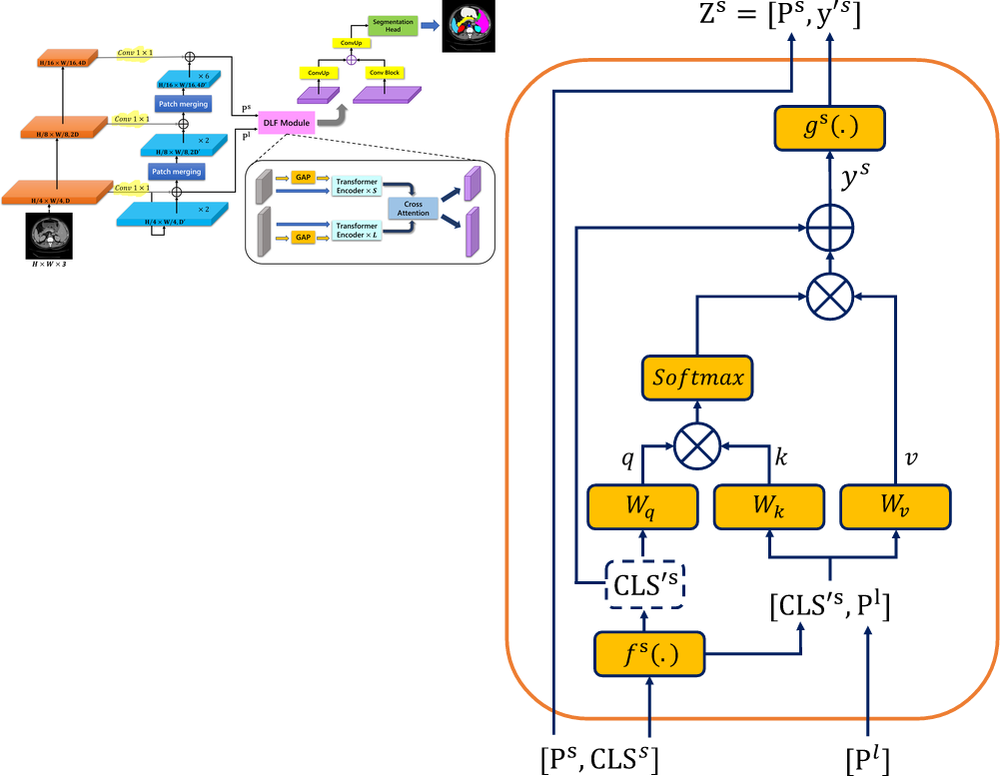 H/16 × W/16,4D
Conv 1 × 1
× 6
H/16 × W/16,4D'
Patch merging
H/8 × W/8,2D
Conv 1 × 1
× 2
H/8 × W/8,2D'
Patch merging
H/4 × W/4, D
Conv 1 × 1
× 2
H/4 × W/4, D'
H × W × 3
Pˢ
Pˡ
DLF Module
ConvUp
Conv Block
ConvUp
Segmentation
Head
GAP
Transformer
Encoder × S
Cross
Attention
GAP
Transformer
Encoder × L
Zˢ = [Pˢ, y′ˢ]
gˢ(.)
yˢ
Softmax
q
k
v
W_q
W_k
W_v
CLS′ˢ
[CLS′ˢ, Pˡ]
fˢ(.)
[Pˢ, CLSˢ]
[Pˡ]